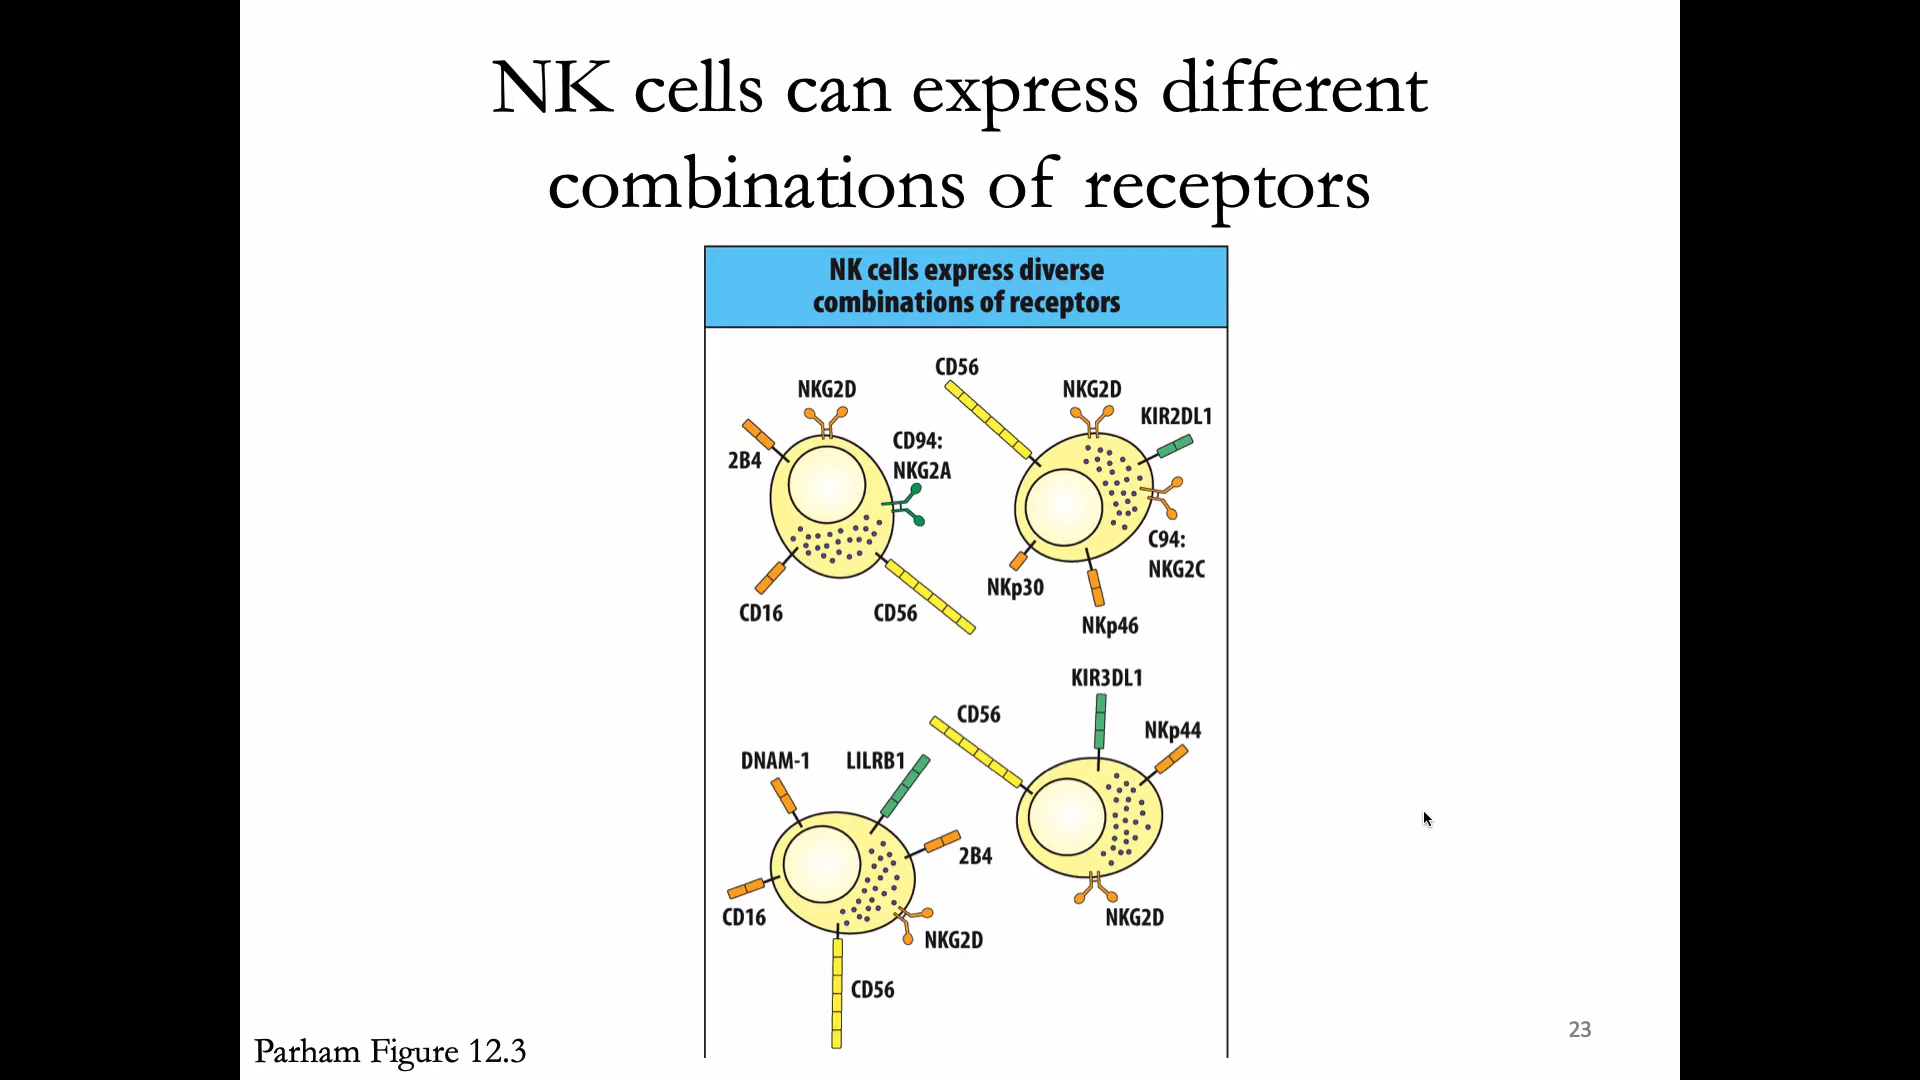 NK cells can express different
combinations of receptors
NK cells express diverse
combinations of receptors
NKG2D
2B4
CD94:
NKG2A
CD16
CD56
CD56
NKG2D
KIR2DL1
C94:
NKG2C
NKp30
NKp46
DNAM-1
LILRB1
2B4
CD16
NKG2D
CD56
KIR3DL1
CD56
NKp44
NKG2D
Parham Figure 12.3
23